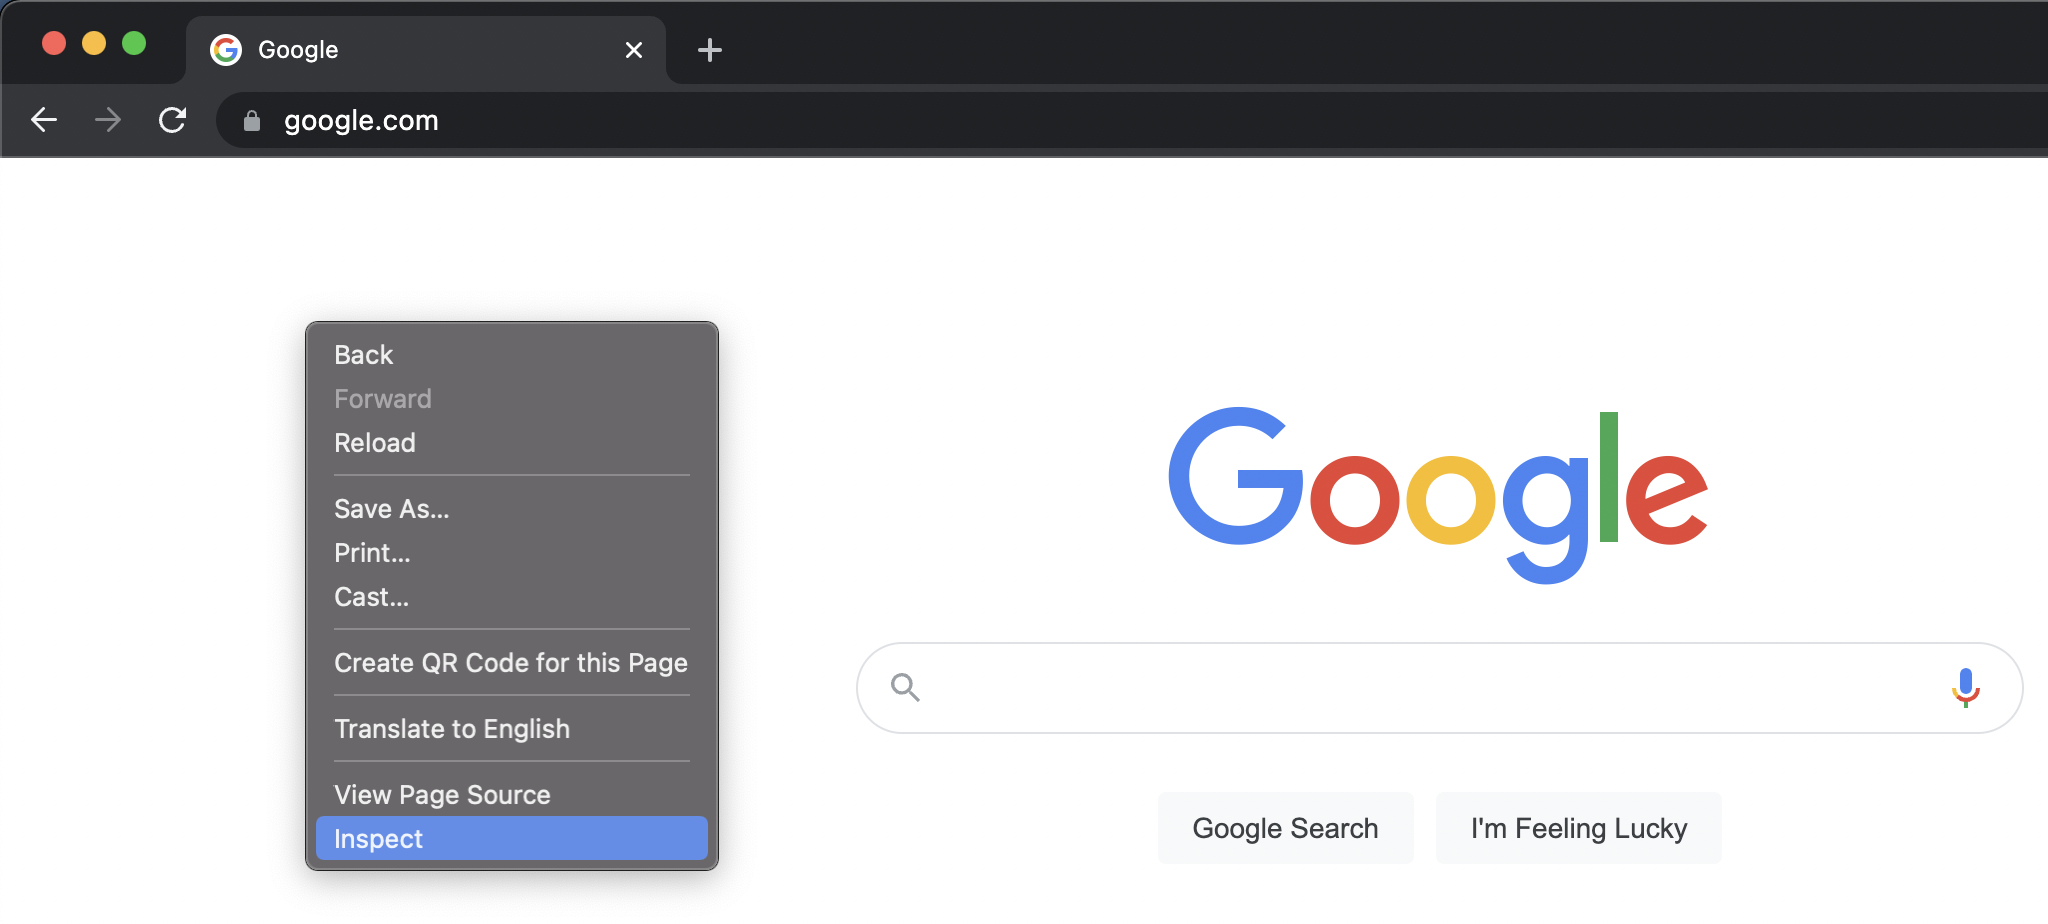 Google
google.com
Back
Forward
Reload
Save As...
Print...
Cast...
Create QR Code for this Page
Translate to English
View Page Source
Inspect
Google
Google Search
I'm Feeling Lucky